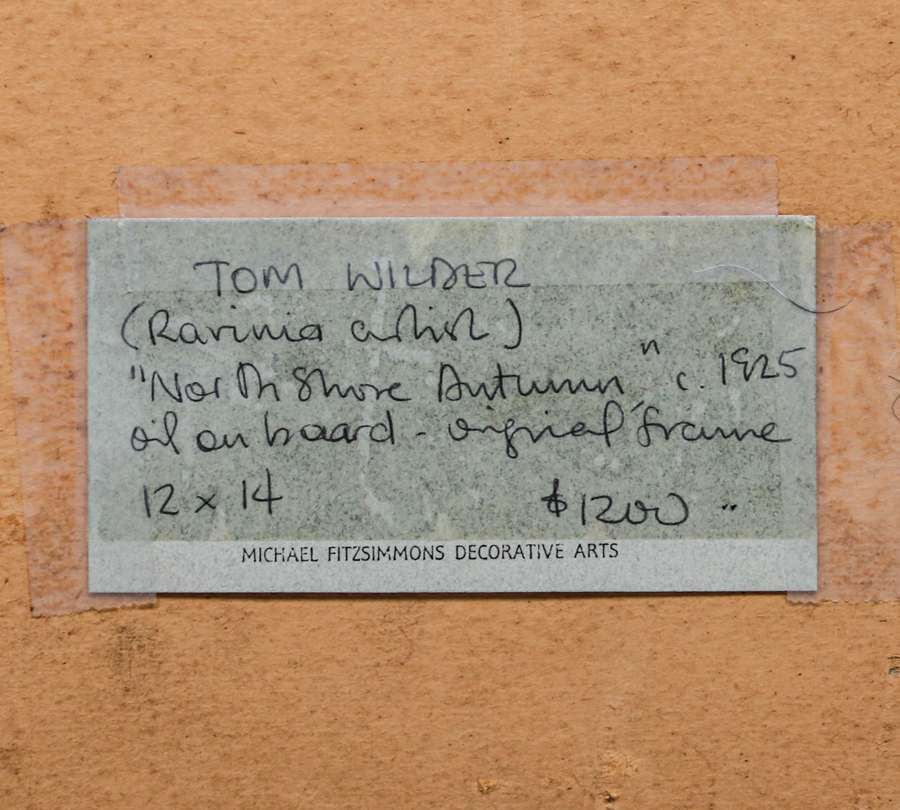 TOM WILDER
(Ravinia artist)
"North Shore Autumn" c. 1925
oil on board - original frame
12 x 14 $1200 "
MICHAEL FITZSIMMONS DECORATIVE ARTS